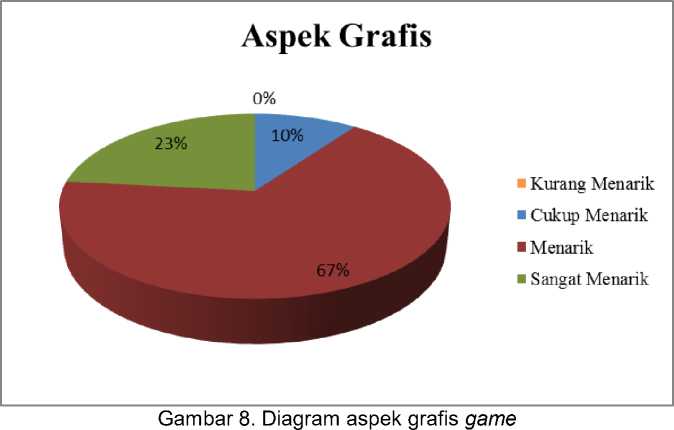 Aspek Grafis
0%
10%
23%
67%
Kurang Menarik
Cukup Menarik
Menarik
Sangat Menarik
Gambar 8. Diagram aspek grafis game